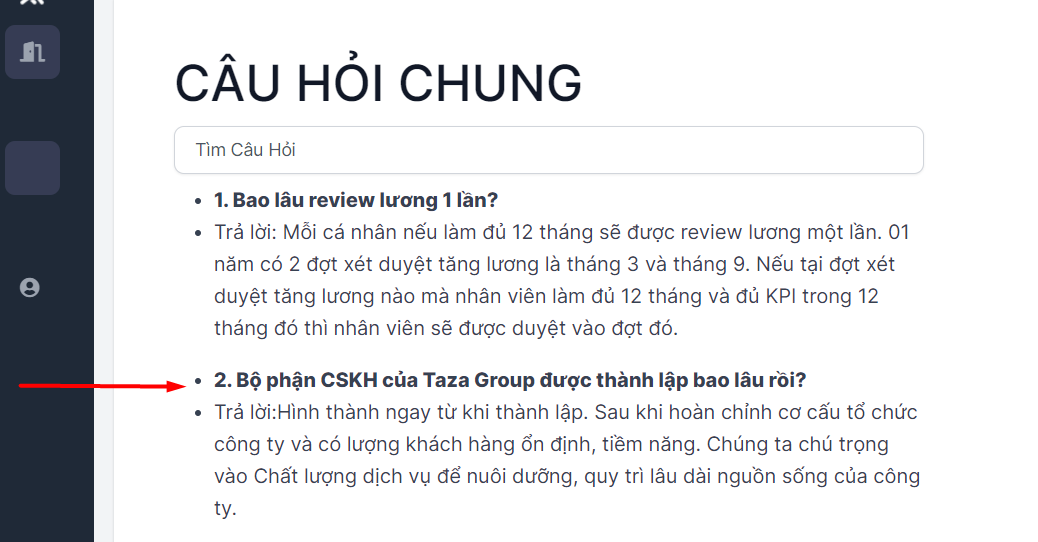 CÂU HỎI CHUNG
Tìm Câu Hỏi
1. Bao lâu review lương 1 lần?
Trả lời: Mỗi cá nhân nếu làm đủ 12 tháng sẽ được review lương một lần. 01
năm có 2 đợt xét duyệt tăng lương là tháng 3 và tháng 9. Nếu tại đợt xét
duyệt tăng lương nào mà nhân viên làm đủ 12 tháng và đủ KPI trong 12
tháng đó thì nhân viên sẽ được duyệt vào đợt đó.
2. Bộ phận CSKH của Taza Group được thành lập bao lâu rồi?
Trả lời:Hình thành ngay từ khi thành lập. Sau khi hoàn chỉnh cơ cấu tổ chức
công ty và có lượng khách hàng ổn định, tiềm năng. Chúng ta chú trọng
vào Chất lượng dịch vụ để nuôi dưỡng, quy trì lâu dài nguồn sống của công
ty.